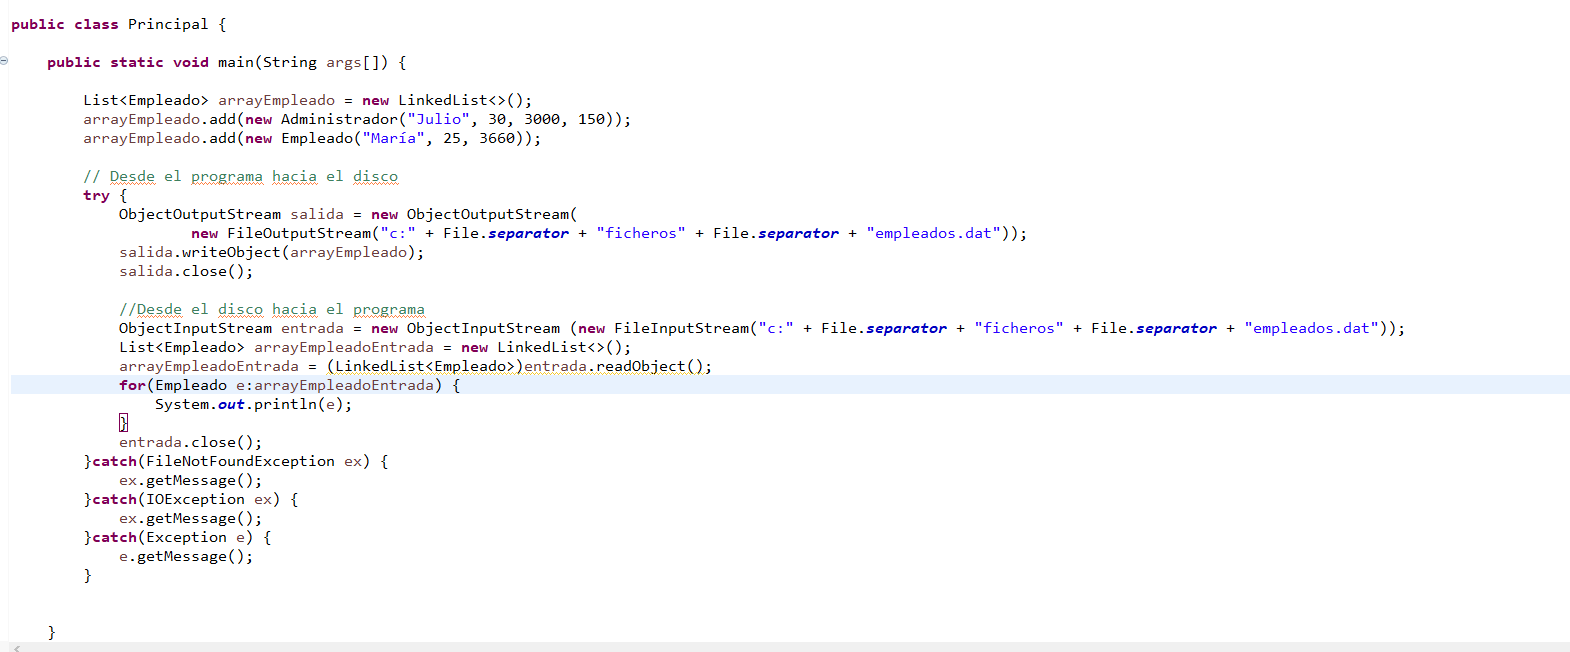 public class Principal {
public static void main(String args[]) {
List<Empleado> arrayEmpleado = new LinkedList<>();
arrayEmpleado.add(new Administrador("Julio", 30, 3000, 150));
arrayEmpleado.add(new Empleado("María", 25, 3660));
// Desde el programa hacia el disco
try {
ObjectOutputStream salida = new ObjectOutputStream(
new FileOutputStream("c:" + File.separator + "ficheros" + File.separator + "empleados.dat"));
salida.writeObject(arrayEmpleado);
salida.close();
//Desde el disco hacia el programa
ObjectInputStream entrada = new ObjectInputStream (new FileInputStream("c:" + File.separator + "ficheros" + File.separator + "empleados.dat"));
List<Empleado> arrayEmpleadoEntrada = new LinkedList<>();
arrayEmpleadoEntrada = (LinkedList<Empleado>)entrada.readObject();
for(Empleado e:arrayEmpleadoEntrada) {
System.out.println(e);
}
entrada.close();
}catch(FileNotFoundException ex) {
ex.getMessage();
}catch(IOException ex) {
ex.getMessage();
}catch(Exception e) {
e.getMessage();
}
}